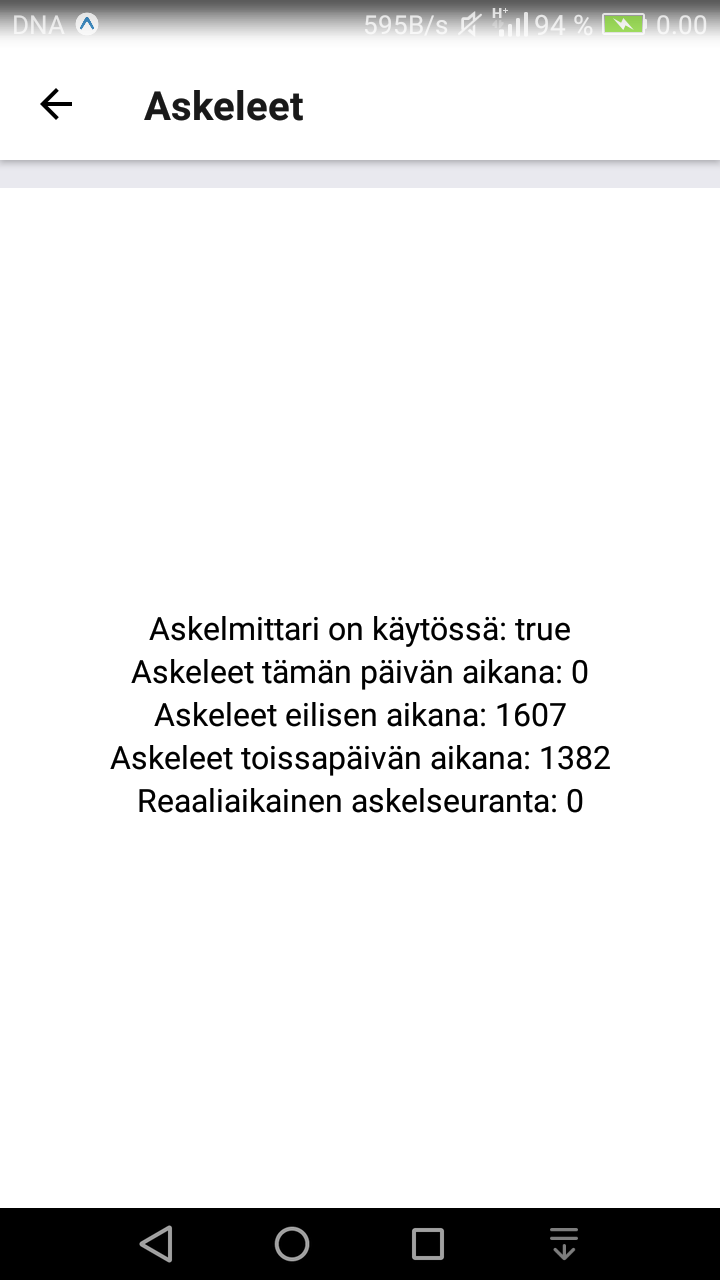 DNA 595B/s H+ 94 % 0.00
Askeleet
Askelmittari on käytössä: true
Askeleet tämän päivän aikana: 0
Askeleet eilisen aikana: 1607
Askeleet toissapäivän aikana: 1382
Reaaliaikainen askelseuranta: 0